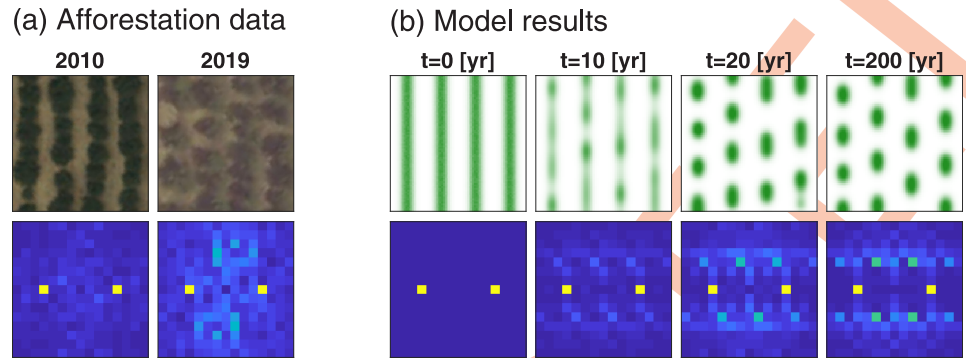 (a) Afforestation data
2010
2019
(b) Model results
t=0 [yr]
t=10 [yr]
t=20 [yr]
t=200 [yr]